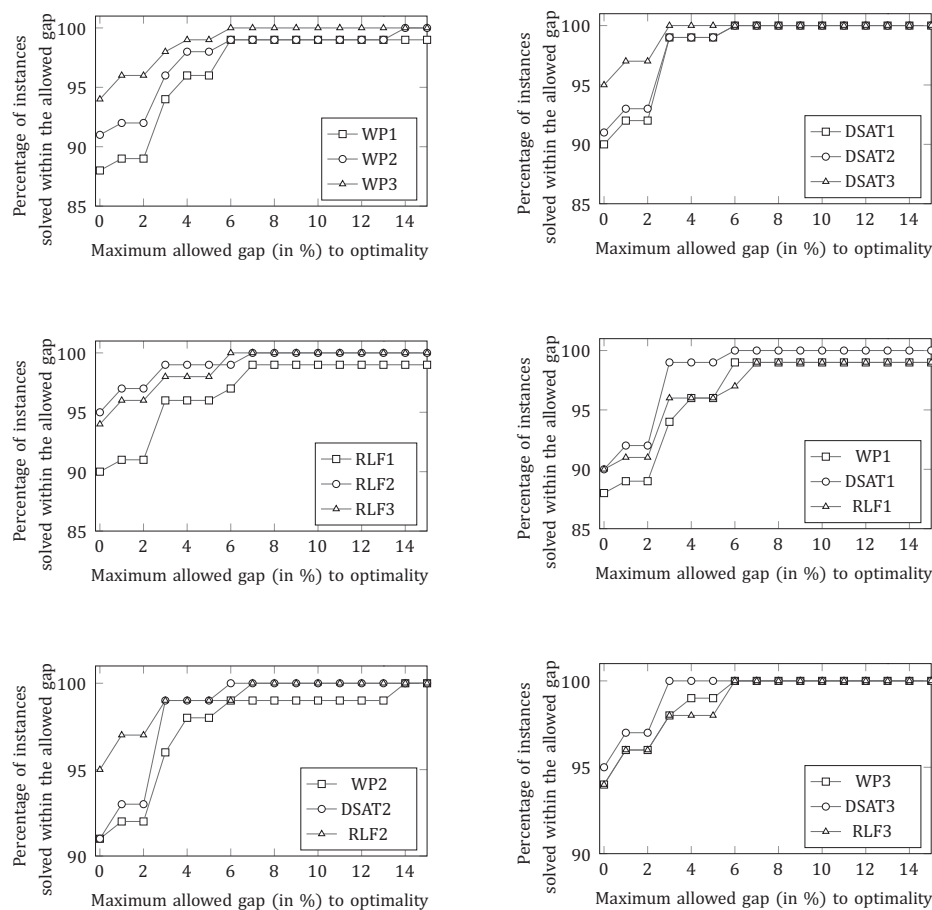 Percentage of instances
solved within the allowed gap
100
95
90
85
0 2 4 6 8 10 12 14
Maximum allowed gap (in %) to optimality
WP1
WP2
WP3
Percentage of instances
solved within the allowed gap
100
95
90
85
0 2 4 6 8 10 12 14
Maximum allowed gap (in %) to optimality
DSAT1
DSAT2
DSAT3
Percentage of instances
solved within the allowed gap
100
95
90
85
0 2 4 6 8 10 12 14
Maximum allowed gap (in %) to optimality
RLF1
RLF2
RLF3
Percentage of instances
solved within the allowed gap
100
95
90
85
0 2 4 6 8 10 12 14
Maximum allowed gap (in %) to optimality
WP1
DSAT1
RLF1
Percentage of instances
solved within the allowed gap
100
95
90
0 2 4 6 8 10 12 14
Maximum allowed gap (in %) to optimality
WP2
DSAT2
RLF2
Percentage of instances
solved within the allowed gap
100
95
90
0 2 4 6 8 10 12 14
Maximum allowed gap (in %) to optimality
WP3
DSAT3
RLF3